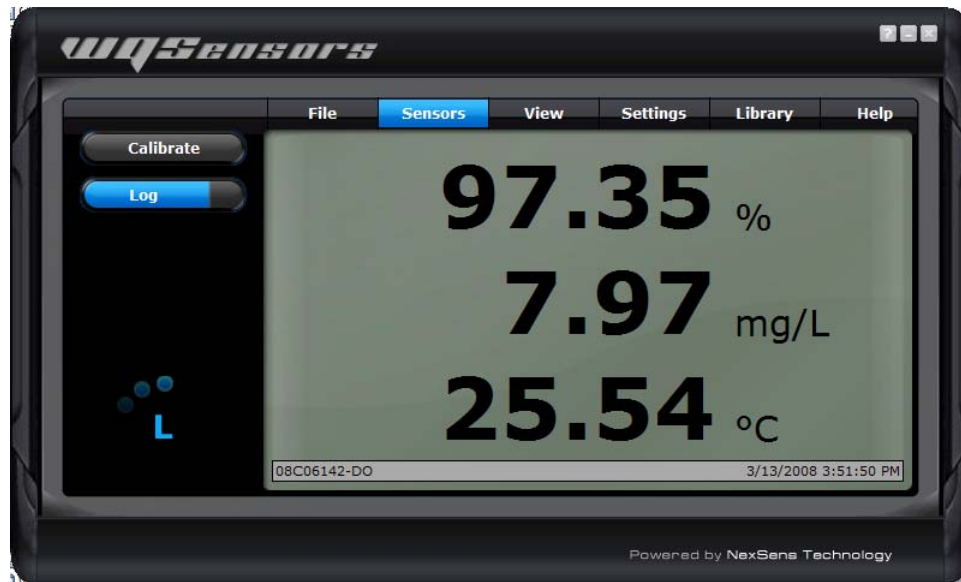 WQSensors
? - ×
File Sensors View Settings Library Help
Calibrate
Log
97.35 %
7.97 mg/L
25.54 °C
L
08C06142-DO 3/13/2008 3:51:50 PM
Powered by NexSens Technology